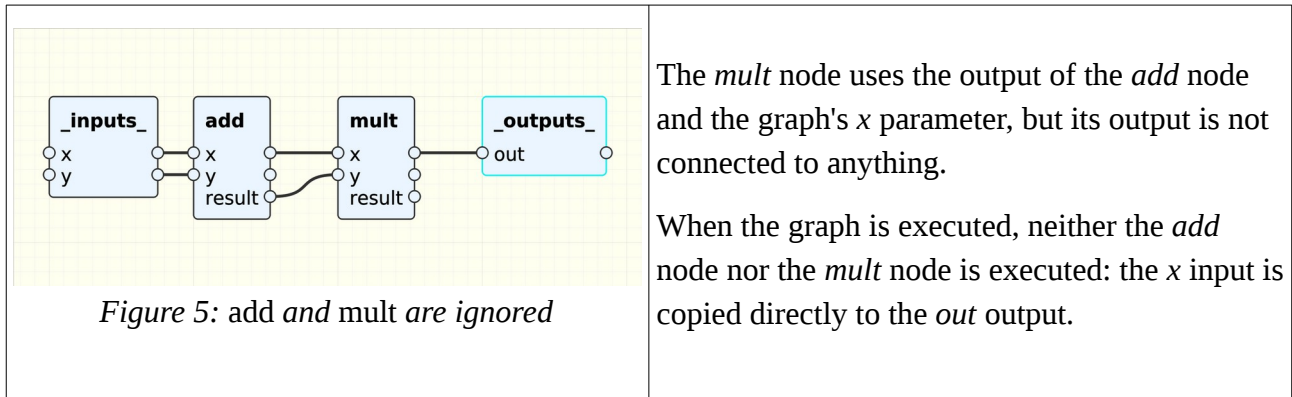 _inputs_
x
y
add
x
y
result
mult
x
y
result
_outputs_
out
Figure 5: add and mult are ignored
The mult node uses the output of the add node
and the graph's x parameter, but its output is not
connected to anything.
When the graph is executed, neither the add
node nor the mult node is executed: the x input is
copied directly to the out output.